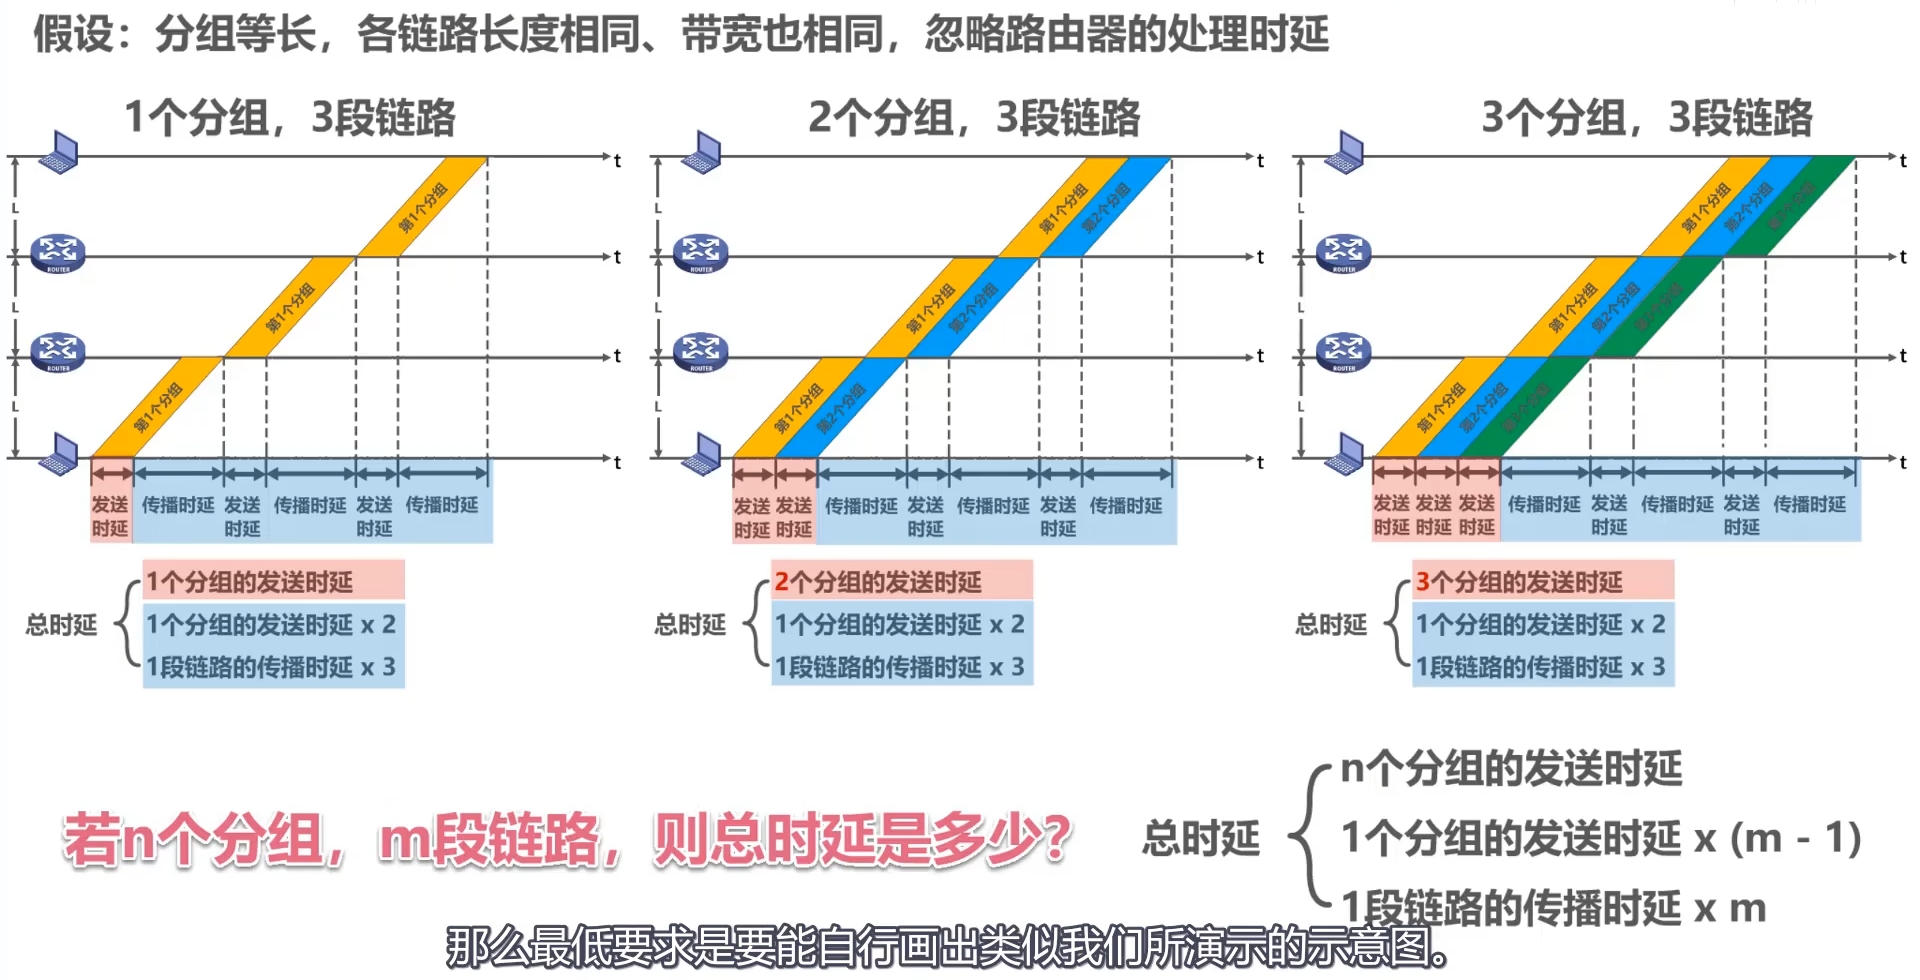 假设：分组等长，各链路长度相同、带宽也相同，忽略路由器的处理时延
1个分组，3段链路
t
L
第1个分组
ROUTER
t
L
第1个分组
ROUTER
t
L
第1个分组
t
发送时延
传播时延
发送时延
传播时延
发送时延
传播时延
总时延
1个分组的发送时延
1个分组的发送时延 x 2
1段链路的传播时延 x 3
2个分组，3段链路
t
L
第1个分组
第2个分组
ROUTER
t
L
第1个分组
第2个分组
ROUTER
t
L
第1个分组
第2个分组
t
发送时延
发送时延
传播时延
发送时延
传播时延
发送时延
传播时延
总时延
2个分组的发送时延
1个分组的发送时延 x 2
1段链路的传播时延 x 3
3个分组，3段链路
t
L
第1个分组
第2个分组
第3个分组
ROUTER
t
L
第1个分组
第2个分组
第3个分组
ROUTER
t
L
第1个分组
第2个分组
第3个分组
t
发送时延
发送时延
发送时延
传播时延
发送时延
传播时延
发送时延
传播时延
总时延
3个分组的发送时延
1个分组的发送时延 x 2
1段链路的传播时延 x 3
若n个分组，m段链路，则总时延是多少？
总时延
n个分组的发送时延
1个分组的发送时延 x (m - 1)
1段链路的传播时延 x m
那么最低要求是要能自行画出类似我们所演示的示意图。